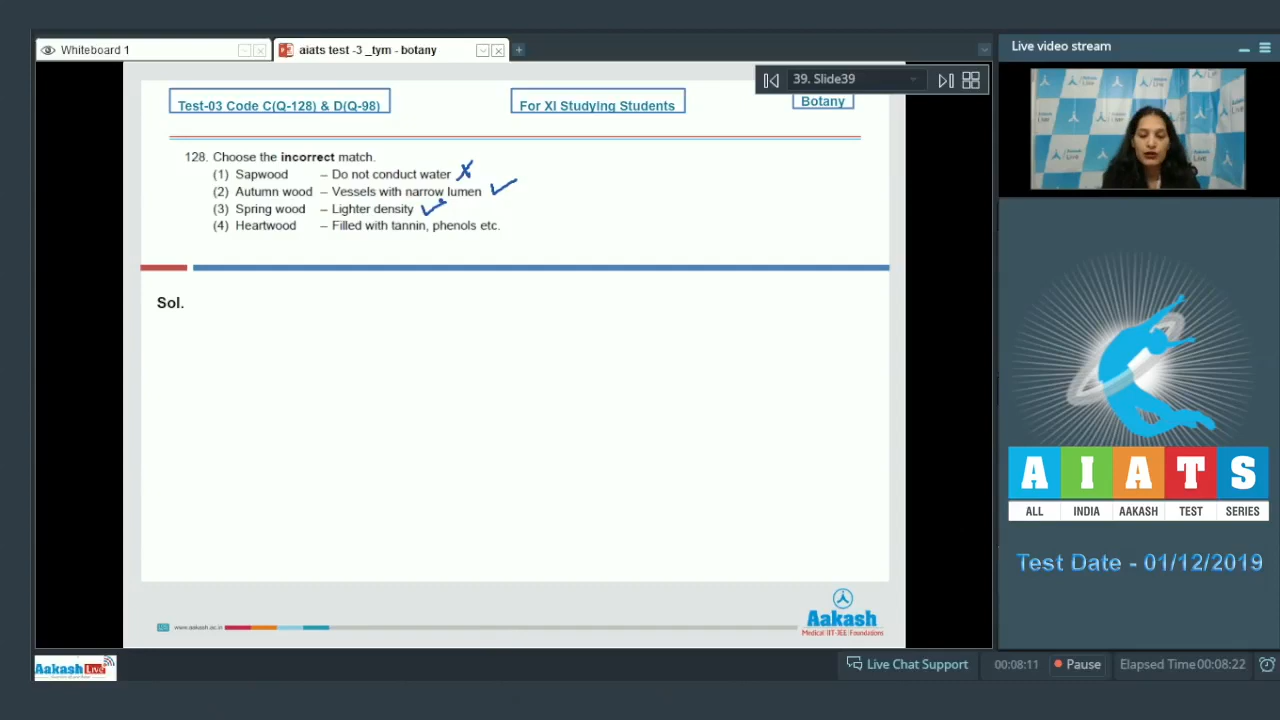 Whiteboard 1
aiats test -3 _tym - botany
Live video stream
39. Slide39
Test-03 Code C(Q-128) & D(Q-98)
For XI Studying Students
Botany
128. Choose the incorrect match.
(1) Sapwood – Do not conduct water
(2) Autumn wood – Vessels with narrow lumen
(3) Spring wood – Lighter density
(4) Heartwood – Filled with tannin, phenols etc.
Sol.
A I A T S
ALL INDIA AAKASH TEST SERIES
Test Date - 01/12/2019
www.aakash.ac.in
Aakash
Medical|IIT-JEE|Foundations
Aakash Live
Live Chat Support
00:08:11
Pause
Elapsed Time 00:08:22